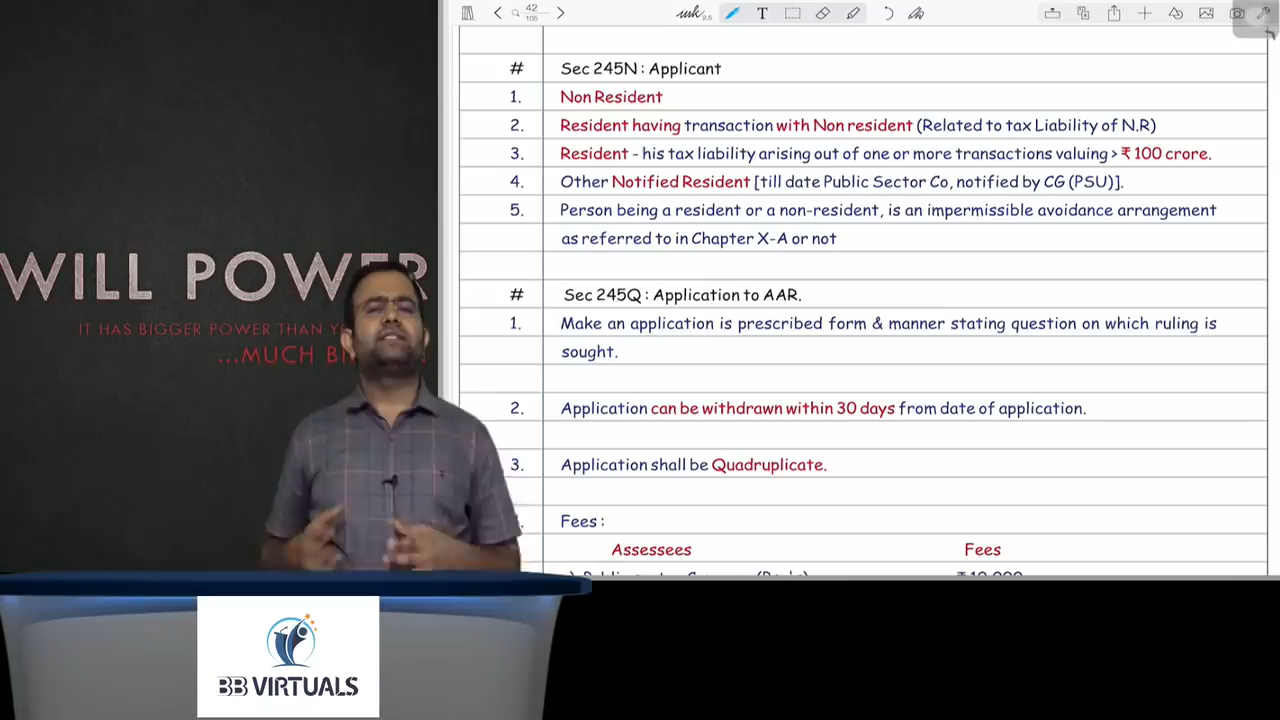 42
105
T
# Sec 245N : Applicant
1. Non Resident
2. Resident having transaction with Non resident (Related to tax Liability of N.R)
3. Resident - his tax liability arising out of one or more transactions valuing > ₹ 100 crore.
4. Other Notified Resident [till date Public Sector Co, notified by CG (PSU)].
5. Person being a resident or a non-resident, is an impermissible avoidance arrangement
as referred to in Chapter X-A or not
# Sec 245Q : Application to AAR.
1. Make an application is prescribed form & manner stating question on which ruling is
sought.
2. Application can be withdrawn within 30 days from date of application.
3. Application shall be Quadruplicate.
Fees :
Assessees Fees
WILL POWER
IT HAS BIGGER POWER THAN
...MUCH
BB VIRTUALS